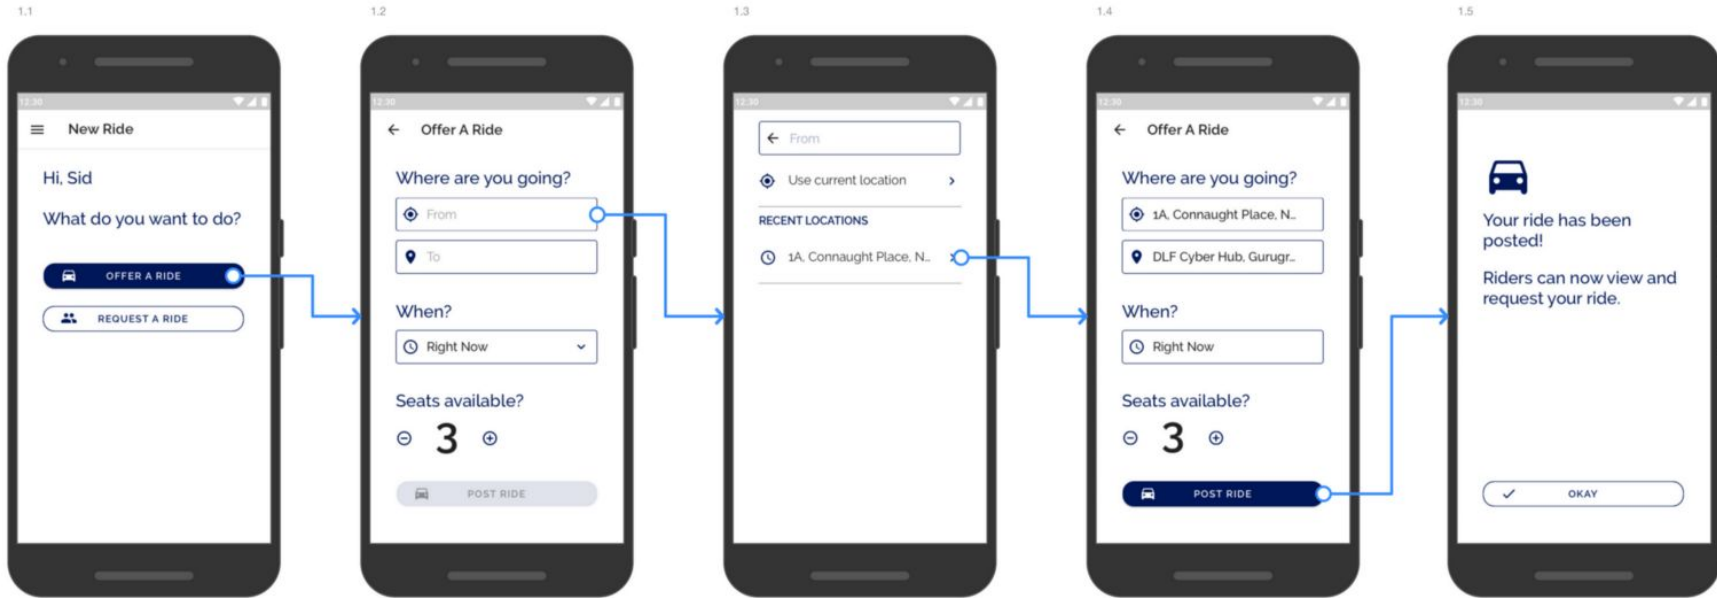 1.1
12:30
New Ride
Hi, Sid
What do you want to do?
OFFER A RIDE
REQUEST A RIDE
1.2
12:30
Offer A Ride
Where are you going?
From
To
When?
Right Now
Seats available?
3
POST RIDE
1.3
12:30
From
Use current location
RECENT LOCATIONS
1A, Connaught Place, N...
1.4
12:30
Offer A Ride
Where are you going?
1A, Connaught Place, N...
DLF Cyber Hub, Gurugr...
When?
Right Now
Seats available?
3
POST RIDE
1.5
12:30
Your ride has been
posted!
Riders can now view and
request your ride.
OKAY